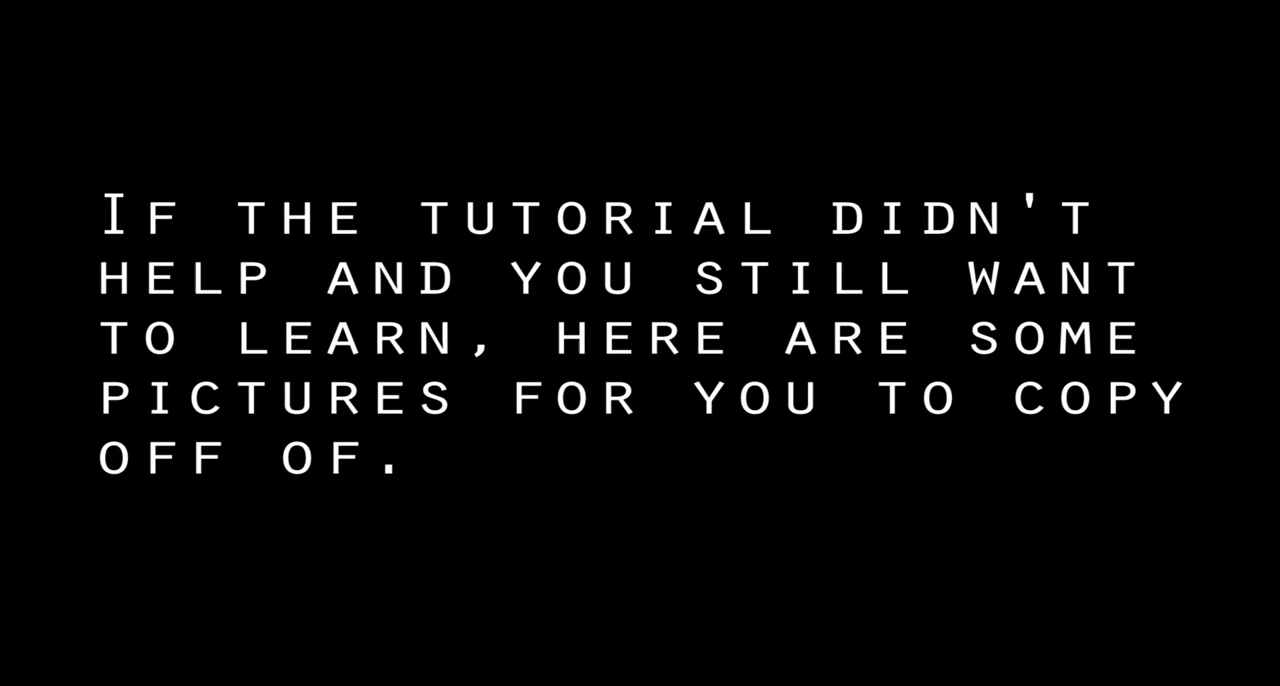 If the tutorial didn't
help and you still want
to learn, here are some
pictures for you to copy
off of.